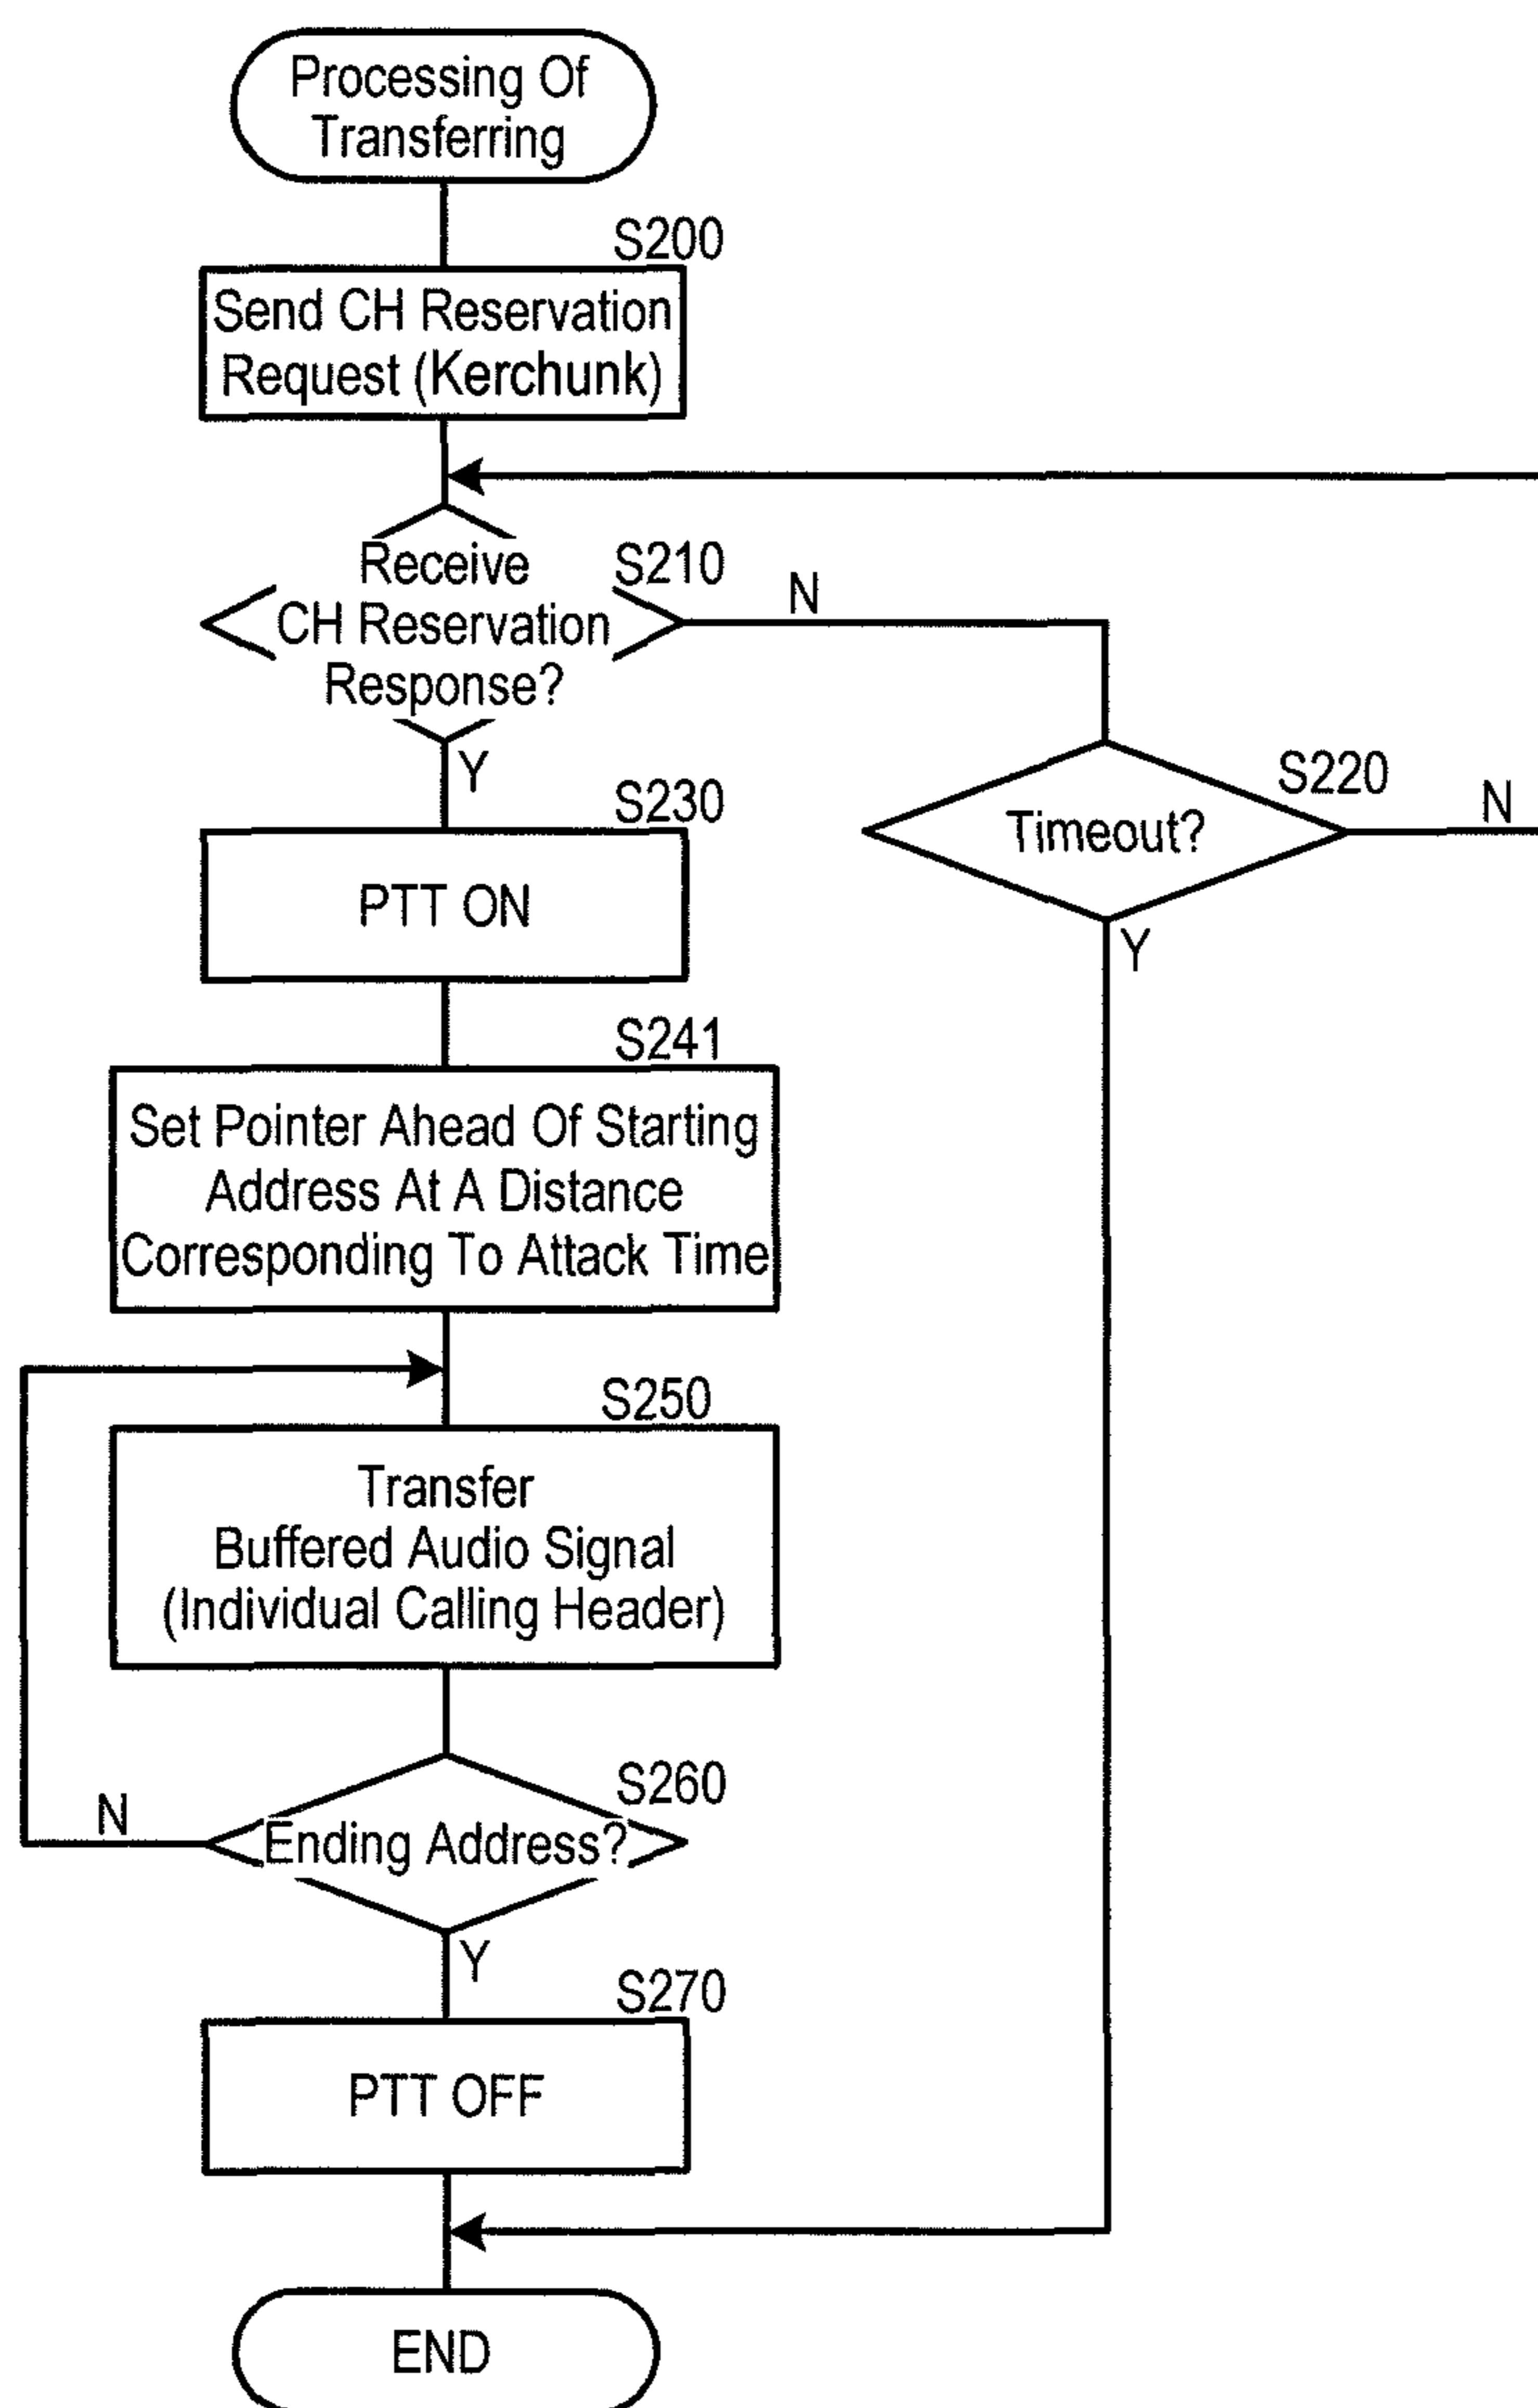 Processing Of
Transferring
S200
Send CH Reservation
Request (Kerchunk)
S210
Receive
CH Reservation
Response?
N
Y
S220
Timeout?
N
Y
S230
PTT ON
S241
Set Pointer Ahead Of Starting
Address At A Distance
Corresponding To Attack Time
S250
Transfer
Buffered Audio Signal
(Individual Calling Header)
S260
Ending Address?
N
Y
S270
PTT OFF
END